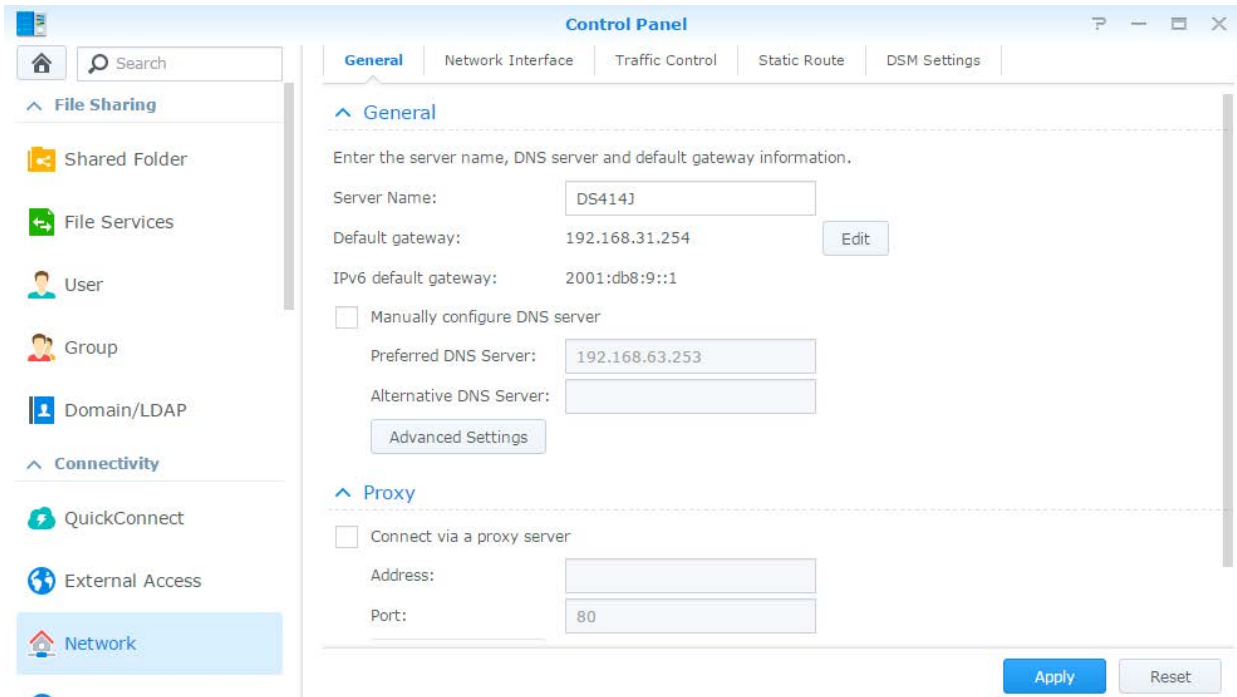 Control Panel
Search
File Sharing
Shared Folder
File Services
User
Group
Domain/LDAP
Connectivity
QuickConnect
External Access
Network
General Network Interface Traffic Control Static Route DSM Settings
General
Enter the server name, DNS server and default gateway information.
Server Name: DS414J
Default gateway: 192.168.31.254 Edit
IPv6 default gateway: 2001:db8:9::1
Manually configure DNS server
Preferred DNS Server: 192.168.63.253
Alternative DNS Server:
Advanced Settings
Proxy
Connect via a proxy server
Address:
Port: 80
Apply Reset